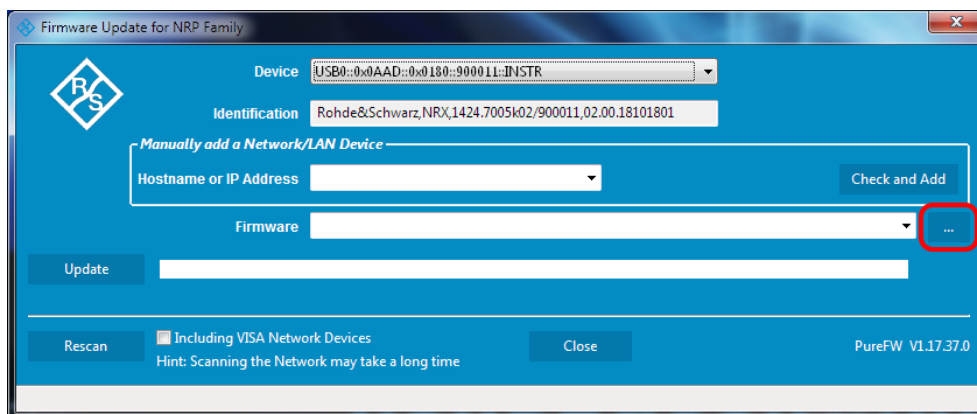 Firmware Update for NRP Family
R&S
Device USB0::0x0AAD::0x0180::900011::INSTR
Identification Rohde&Schwarz,NRX,1424.7005k02/900011,02.00.18101801
Manually add a Network/LAN Device
Hostname or IP Address Check and Add
Firmware ...
Update
Rescan Including VISA Network Devices Close PureFW V1.17.37.0
Hint: Scanning the Network may take a long time